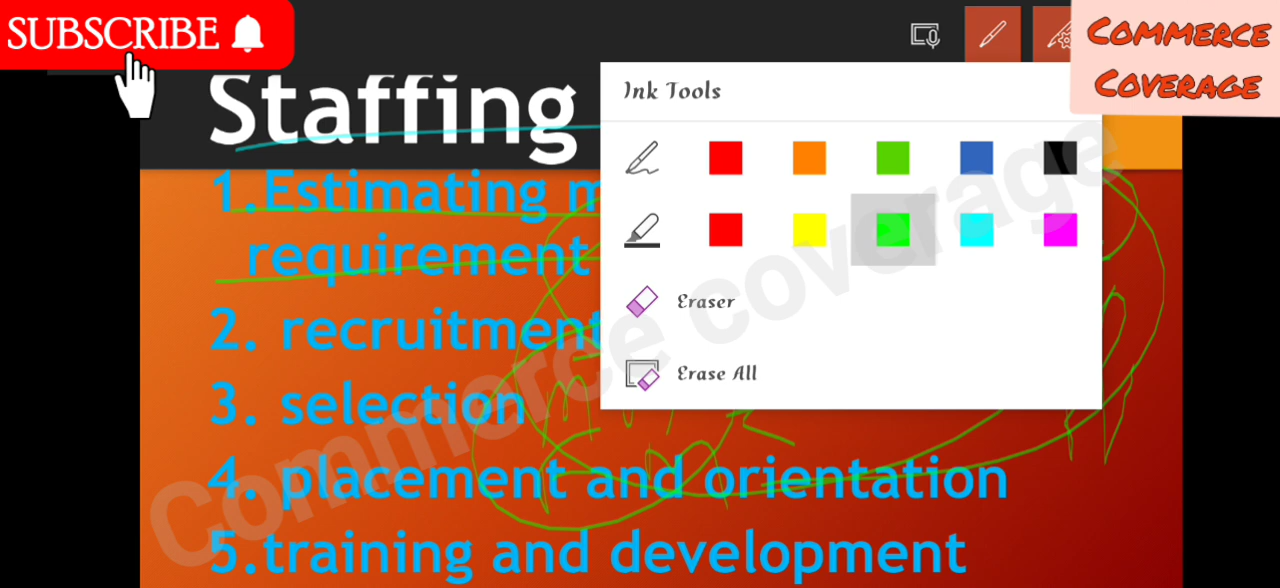 SUBSCRIBE
Commerce
Coverage
Staffing
Ink Tools
Eraser
Erase All
1.Estimating
requirement
2. recruitment
3. selection
4. placement and orientation
5.training and development
Commerce coverage